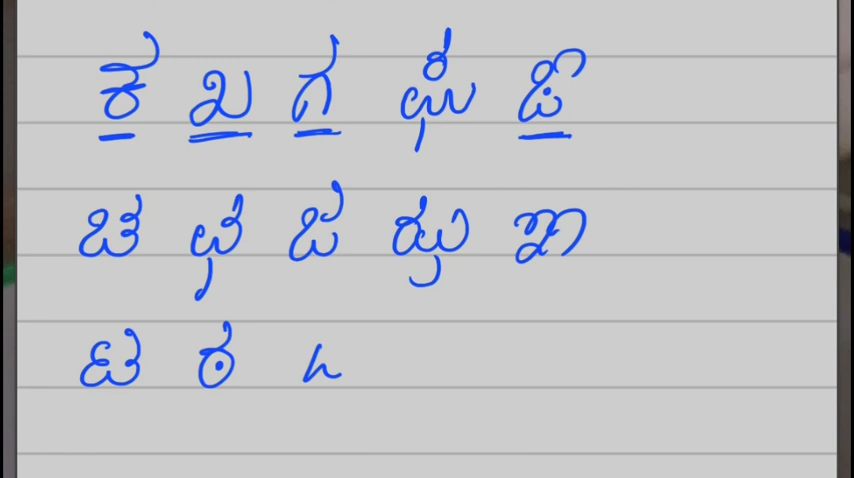 ಕ ಖ ಗ ಘ ಙ
ಚ ಛ ಜ ಝ ಞ
ಟ ಠ